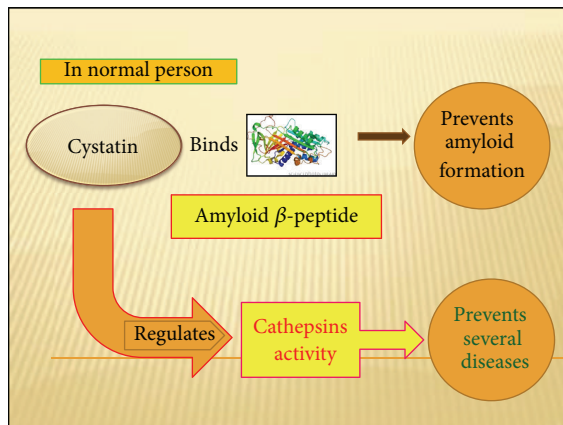 In normal person
Cystatin
Binds
Amyloid β-peptide
Prevents
amyloid
formation
Regulates
Cathepsins
activity
Prevents
several
diseases